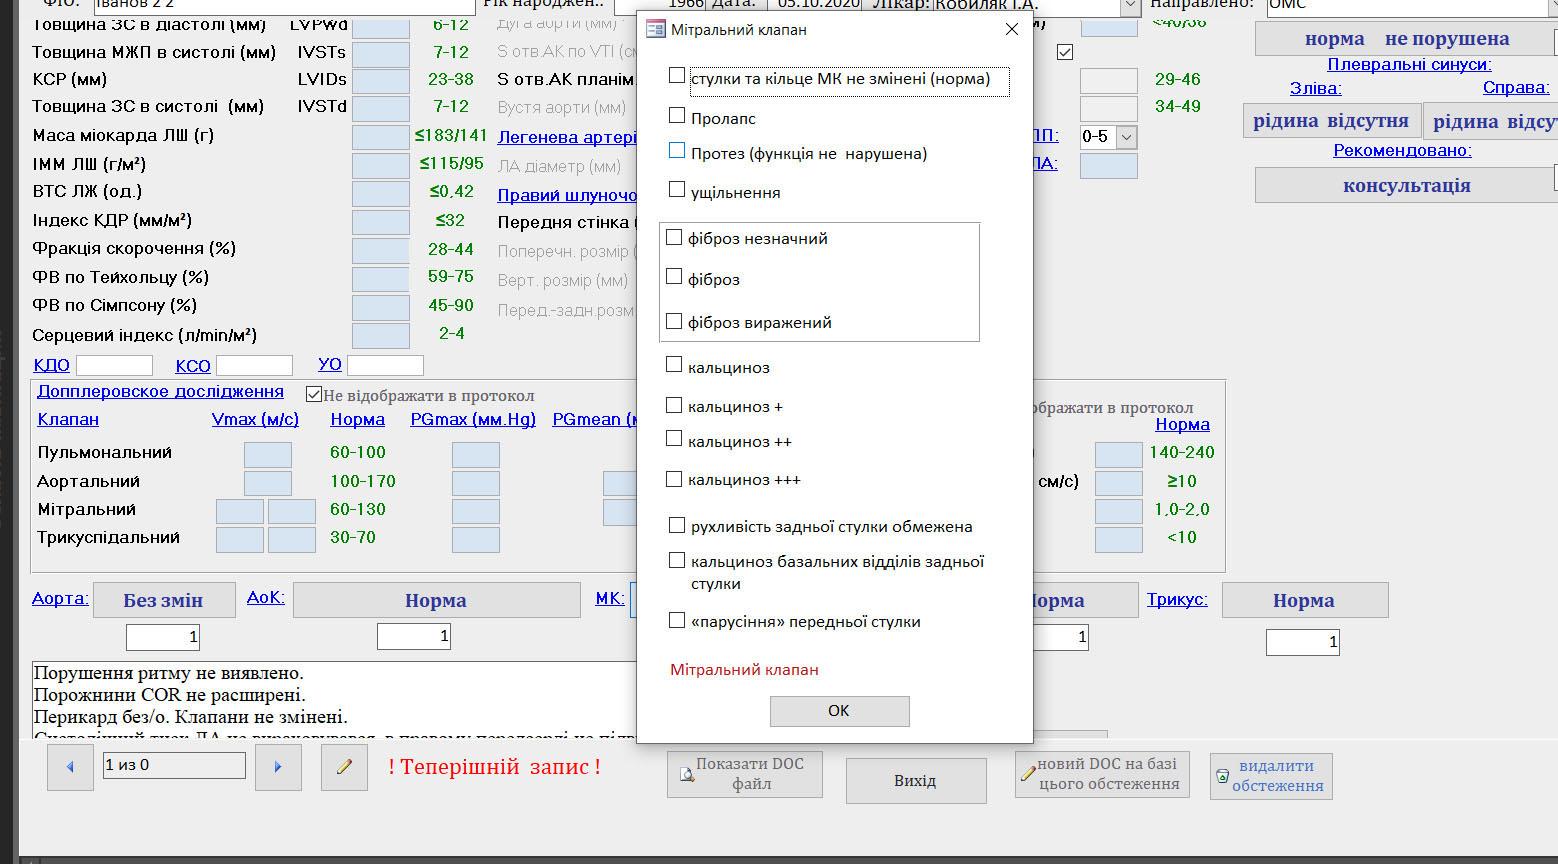 ФІО:
Іванов 2 2
Рік народжен..:
1966
Дата:
05.10.2020
Лікар:
Кобиляк І.А.
Направлено:
ОМС
Товщина ЗС в діастолі (мм) LVPWd 6-12
Товщина МЖП в систолі (мм) IVSTs 7-12
КСР (мм) LVIDs 23-38
Товщина ЗС в систолі (мм) IVSTd 7-12
Маса міокарда ЛШ (г) ≤183/141
ІММ ЛШ (г/м²) ≤115/95
ВТС ЛЖ (од.) ≤0,42
Індекс КДР (мм/м²) ≤32
Фракція скорочення (%) 28-44
ФВ по Тейхольцу (%) 59-75
ФВ по Сімпсону (%) 45-90
Серцевий індекс (л/min/м²) 2-4
КДО
КСО
УО
Дуга аорти (мм)
S отв.АК по VTI (см
S отв.АК планім.
Вустя аорти (мм)
Легенева артері
ЛА діаметр (мм)
Правий шлуночо
Передня стінка (
Поперечн. розмір (
Верт. розмір (мм)
Перед.-задн.розм
Мітральний клапан
стулки та кільце МК не змінені (норма)
Пролапс
Протез (функція не нарушена)
ущільнення
фіброз незначний
фіброз
фіброз виражений
кальциноз
кальциноз +
кальциноз ++
кальциноз +++
рухливість задньої стулки обмежена
кальциноз базальних відділів задньої
стулки
«парусіння» передньої стулки
Мітральний клапан
OK
<40/36
29-46
34-49
ПП:
0-5
ЛА:
норма не порушена
Плевральні синуси:
Зліва:
Справа:
рідина відсутня
рідина відсу
Рекомендовано:
консультація
Допплеровское дослідження
Не відображати в протокол
Клапан Vmax (м/с) Норма PGmax (мм.Hg) PGmean (м
Пульмональний 60-100
Аортальний 100-170
Мітральний 60-130
Трикуспідальний 30-70
ображати в протокол
Норма
140-240
см/с) ≥10
1,0-2,0
<10
Аорта:
Без змін
1
АоК:
Норма
1
МК:
Норма
1
Трикус:
Норма
1
Порушення ритму не виявлено.
Порожнини COR не расширені.
Перикард без/о. Клапани не змінені.
Систолічний тиск ЛА не вираховувався, в правому передсерді не підв
1 из 0
! Теперішній запис !
Показати DOC
файл
Вихід
новий DOC на базі
цього обстеження
видалити
обстеження